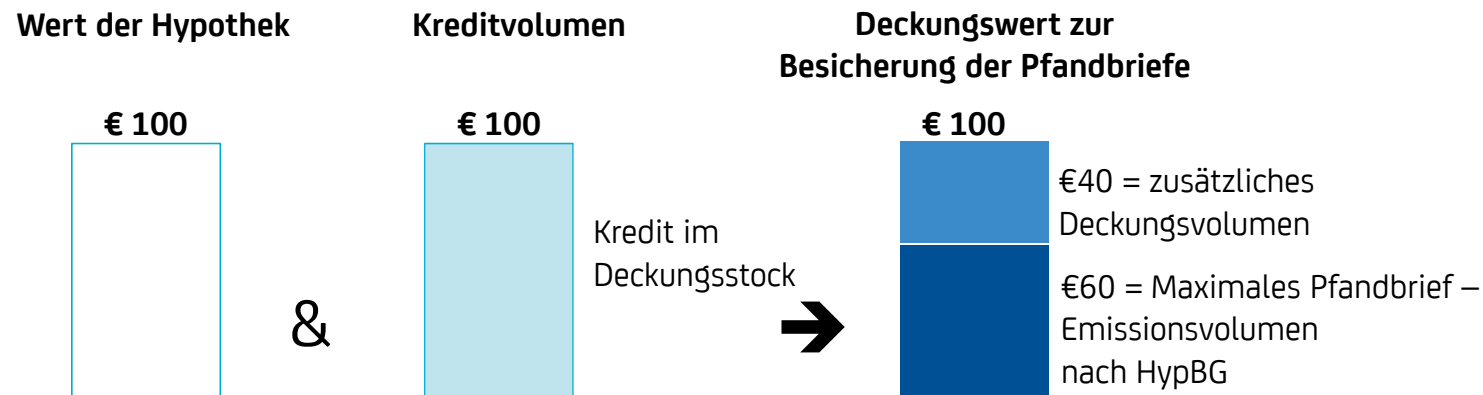 Wert der Hypothek
Kreditvolumen
Deckungswert zur
Besicherung der Pfandbriefe
€ 100
€ 100
€ 100
&
Kredit im
Deckungsstock
€40 = zusätzliches
Deckungsvolumen
€60 = Maximales Pfandbrief –
Emissionsvolumen
nach HypBG